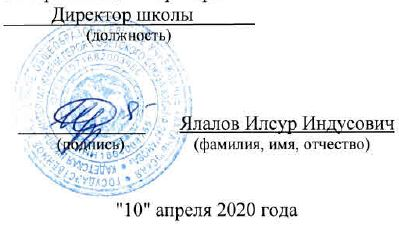 Директор школы
(должность)
Ялалов Илсур Индусович
(подпись) (фамилия, имя, отчество)
"10" апреля 2020 года